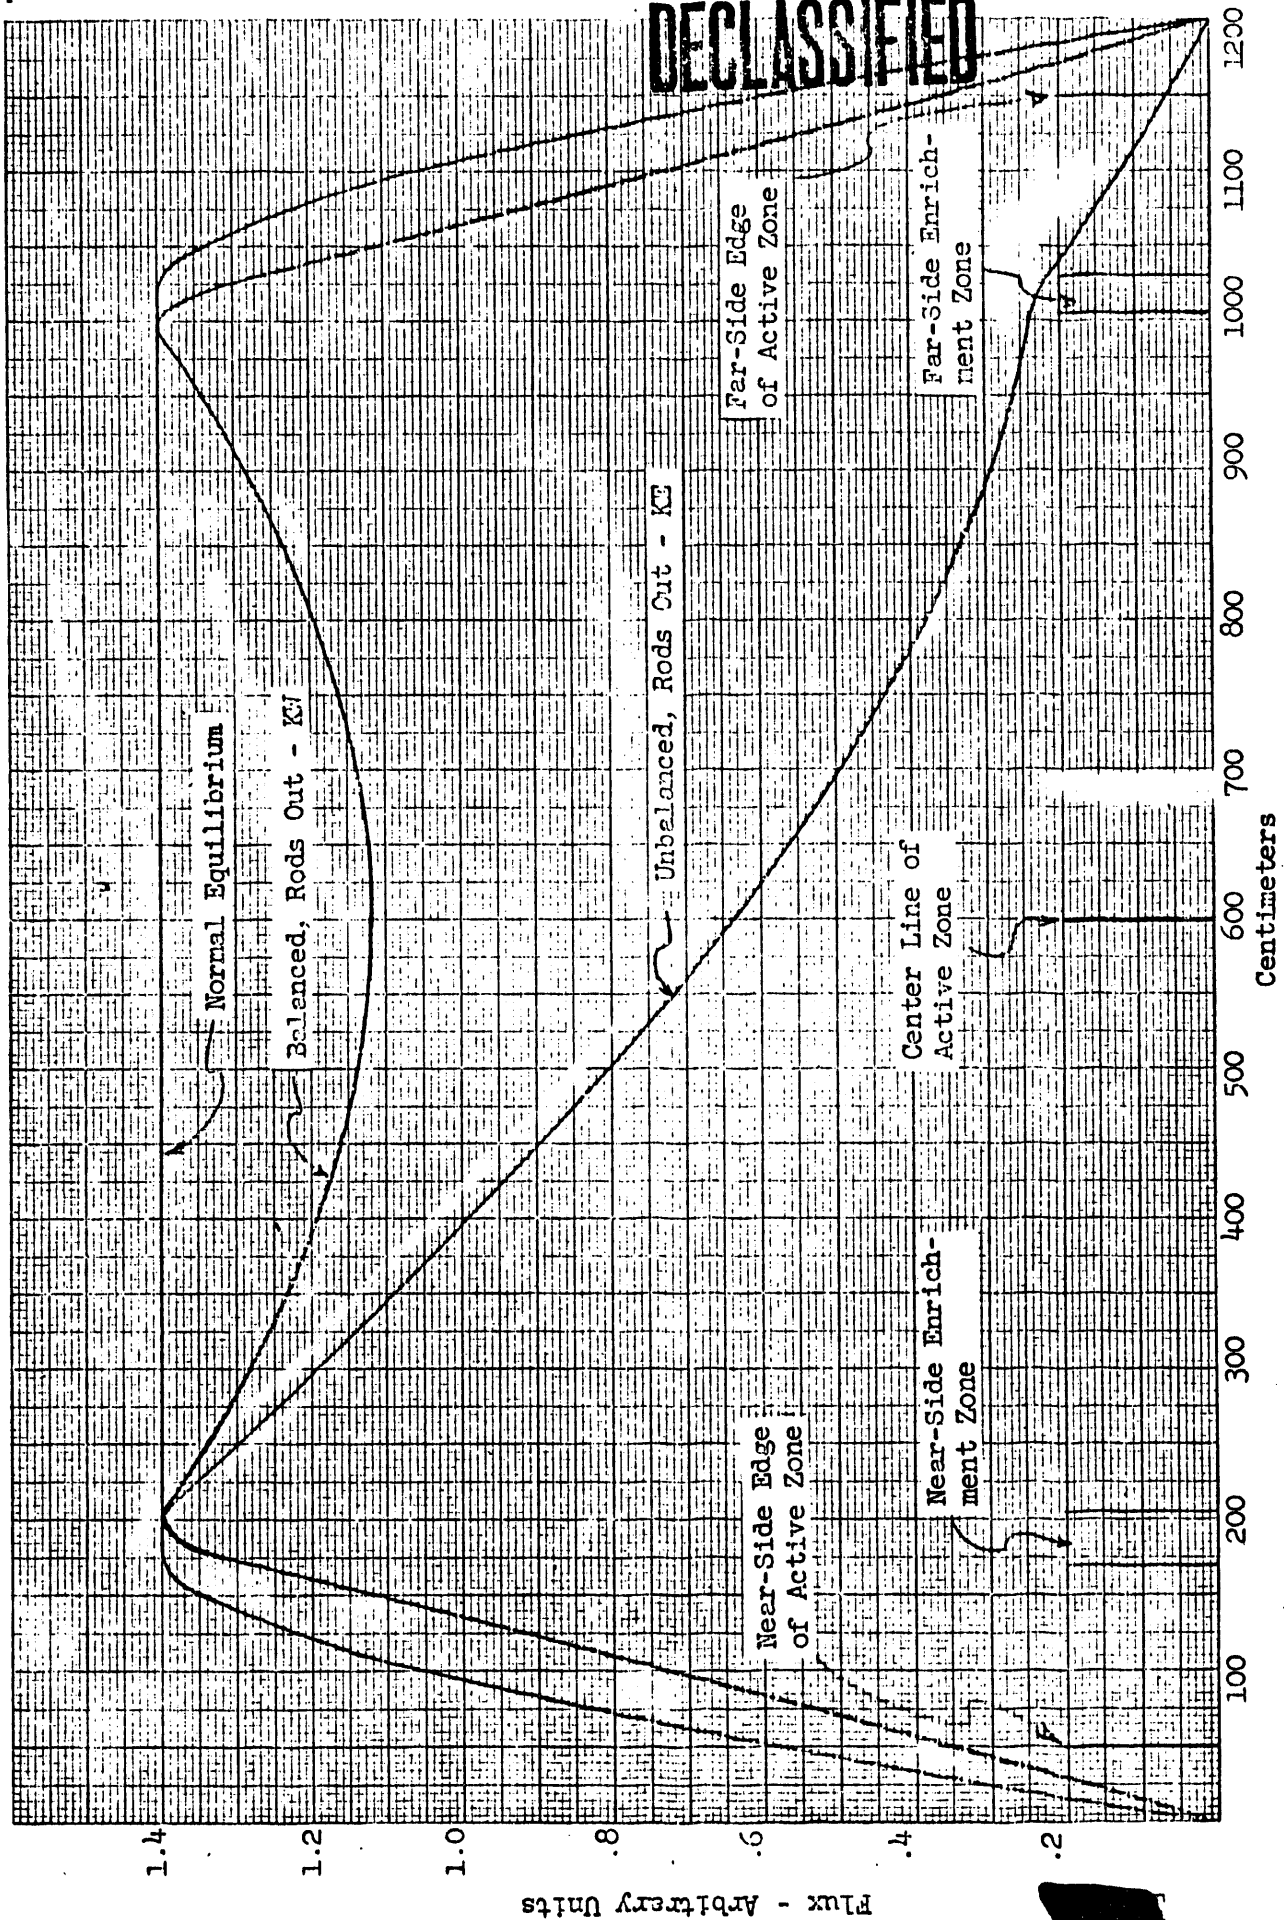 DECLASSIFIED
Normal Equilibrium
Balanced, Rods Out - KW
Unbalanced, Rods Out - KE
Far-Side Edge
of Active Zone
Far-Side Enrich-
ment Zone
Center Line of
Active Zone
Near-Side Edge
of Active Zone
Near-Side Enrich-
ment Zone
1.4
1.2
1.0
.8
.6
.4
.2
Flux - Arbitrary Units
100
200
300
400
500
600
700
800
900
1000
1100
1200
Centimeters